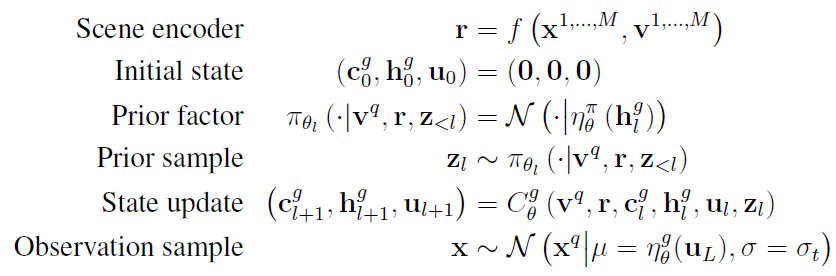 Scene encoder r = f(x^{1,...,M}, v^{1,...,M})
Initial state (c_0^g, h_0^g, u_0) = (0, 0, 0)
Prior factor π_{θ_l}(·|v^q, r, z_{<l}) = 𝒩(·|η_θ^π(h_l^g))
Prior sample z_l ∼ π_{θ_l}(·|v^q, r, z_{<l})
State update (c_{l+1}^g, h_{l+1}^g, u_{l+1}) = C_θ^g(v^q, r, c_l^g, h_l^g, u_l, z_l)
Observation sample x ∼ 𝒩(x^q|μ = η_θ^g(u_L), σ = σ_t)